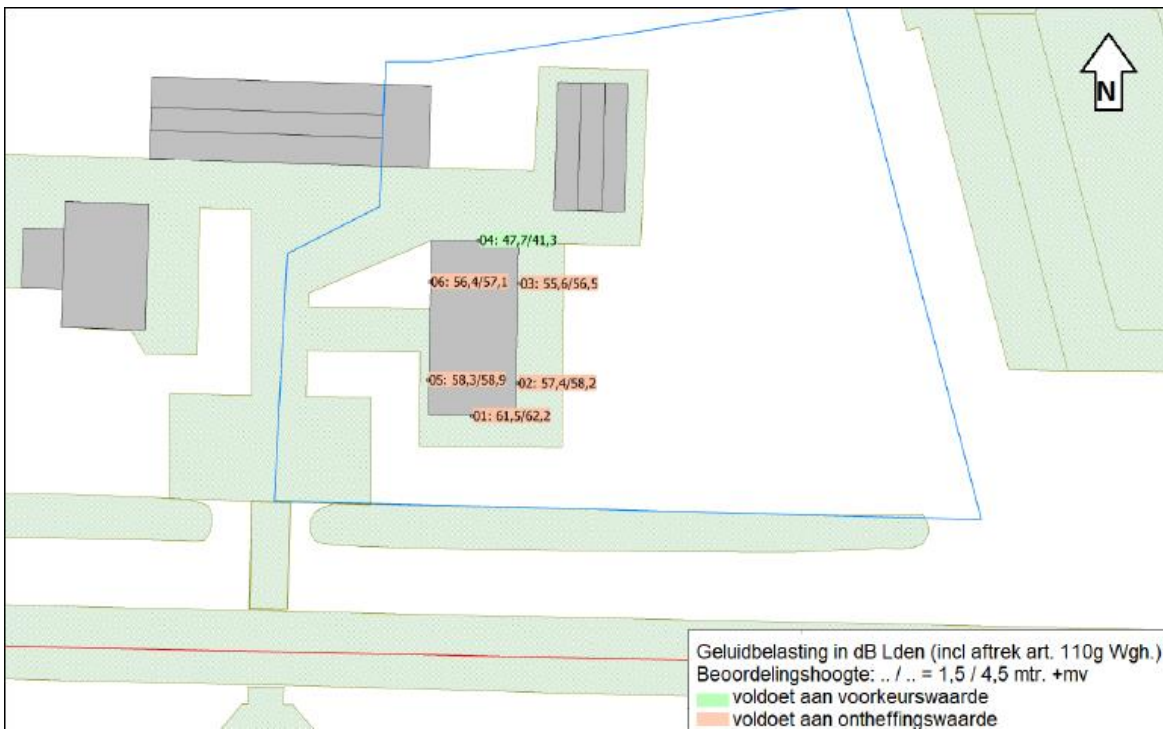 N
04: 47,7/41,3
06: 56,4/57,1
03: 55,6/56,5
05: 58,3/58,9
02: 57,4/58,2
01: 61,5/62,2
Geluidbelasting in dB Lden (incl aftrek art. 110g Wgh.)
Beoordelingshoogte: .. / .. = 1,5 / 4,5 mtr. +mv
voldoet aan voorkeurswaarde
voldoet aan ontheffingswaarde